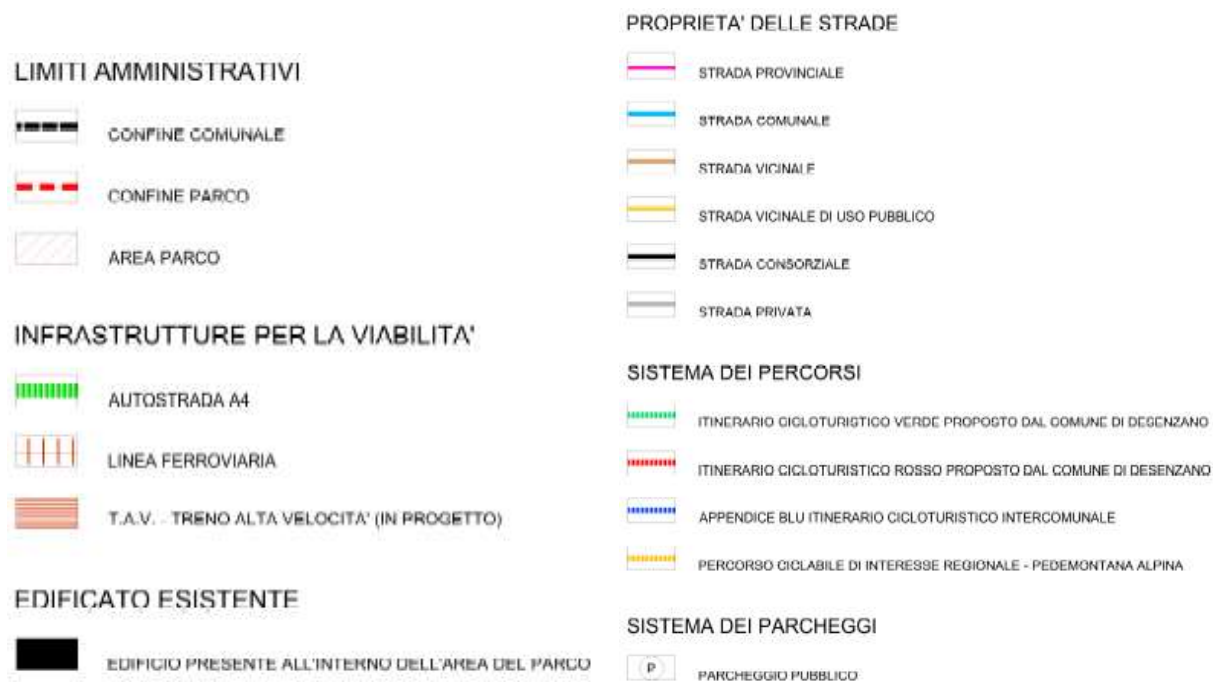 LIMITI AMMINISTRATIVI
CONFINE COMUNALE
CONFINE PARCO
AREA PARCO
INFRASTRUTTURE PER LA VIABILITA'
AUTOSTRADA A4
LINEA FERROVIARIA
T.A.V. - TRENO ALTA VELOCITA' (IN PROGETTO)
EDIFICATO ESISTENTE
EDIFICIO PRESENTE ALL'INTERNO DELL'AREA DEL PARCO
PROPRIETA' DELLE STRADE
STRADA PROVINCIALE
STRADA COMUNALE
STRADA VICINALE
STRADA VICINALE DI USO PUBBLICO
STRADA CONSORZIALE
STRADA PRIVATA
SISTEMA DEI PERCORSI
ITINERARIO CICLOTURISTICO VERDE PROPOSTO DAL COMUNE DI DESENZANO
ITINERARIO CICLOTURISTICO ROSSO PROPOSTO DAL COMUNE DI DESENZANO
APPENDICE BLU ITINERARIO CICLOTURISTICO INTERCOMUNALE
PERCORSO CICLABILE DI INTERESSE REGIONALE - PEDEMONTANA ALPINA
SISTEMA DEI PARCHEGGI
P PARCHEGGIO PUBBLICO